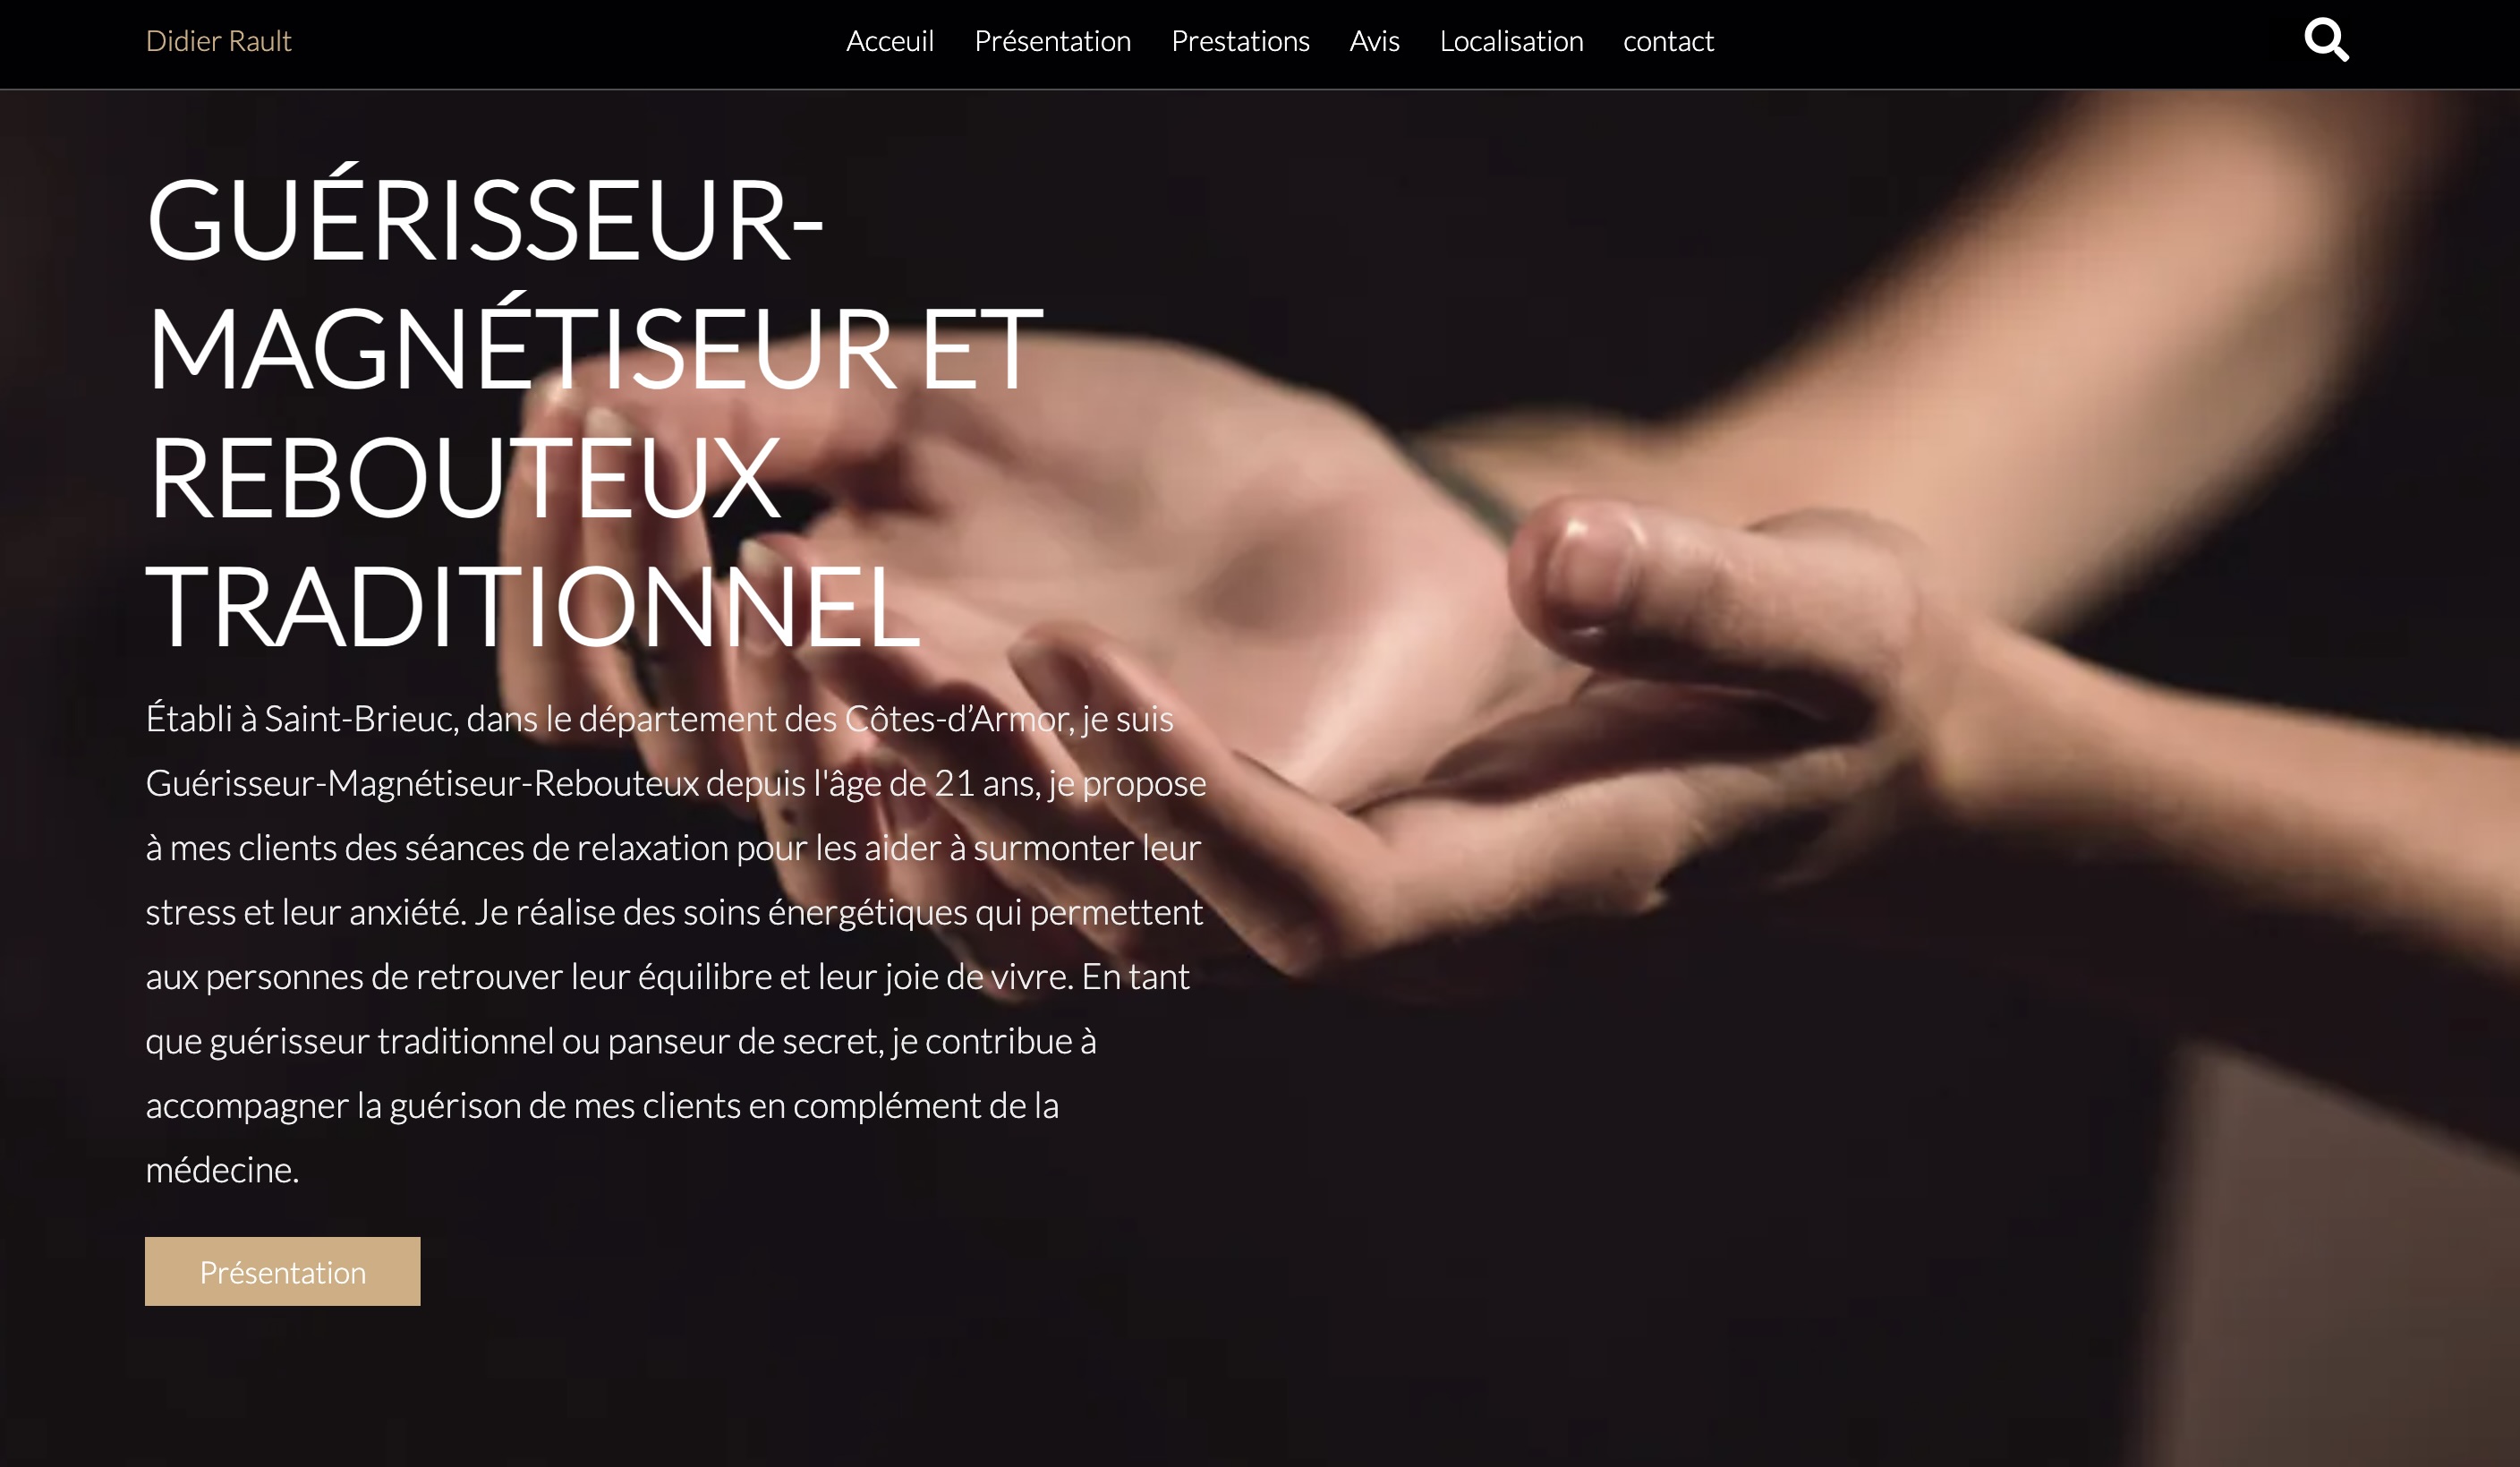 Didier Rault
Acceuil Présentation Prestations Avis Localisation contact
GUÉRISSEUR-
MAGNÉTISEUR ET
REBOUTEUX
TRADITIONNEL
Établi à Saint-Brieuc, dans le département des Côtes-d’Armor, je suis
Guérisseur-Magnétiseur-Rebouteux depuis l'âge de 21 ans, je propose
à mes clients des séances de relaxation pour les aider à surmonter leur
stress et leur anxiété. Je réalise des soins énergétiques qui permettent
aux personnes de retrouver leur équilibre et leur joie de vivre. En tant
que guérisseur traditionnel ou panseur de secret, je contribue à
accompagner la guérison de mes clients en complément de la
médecine.
Présentation